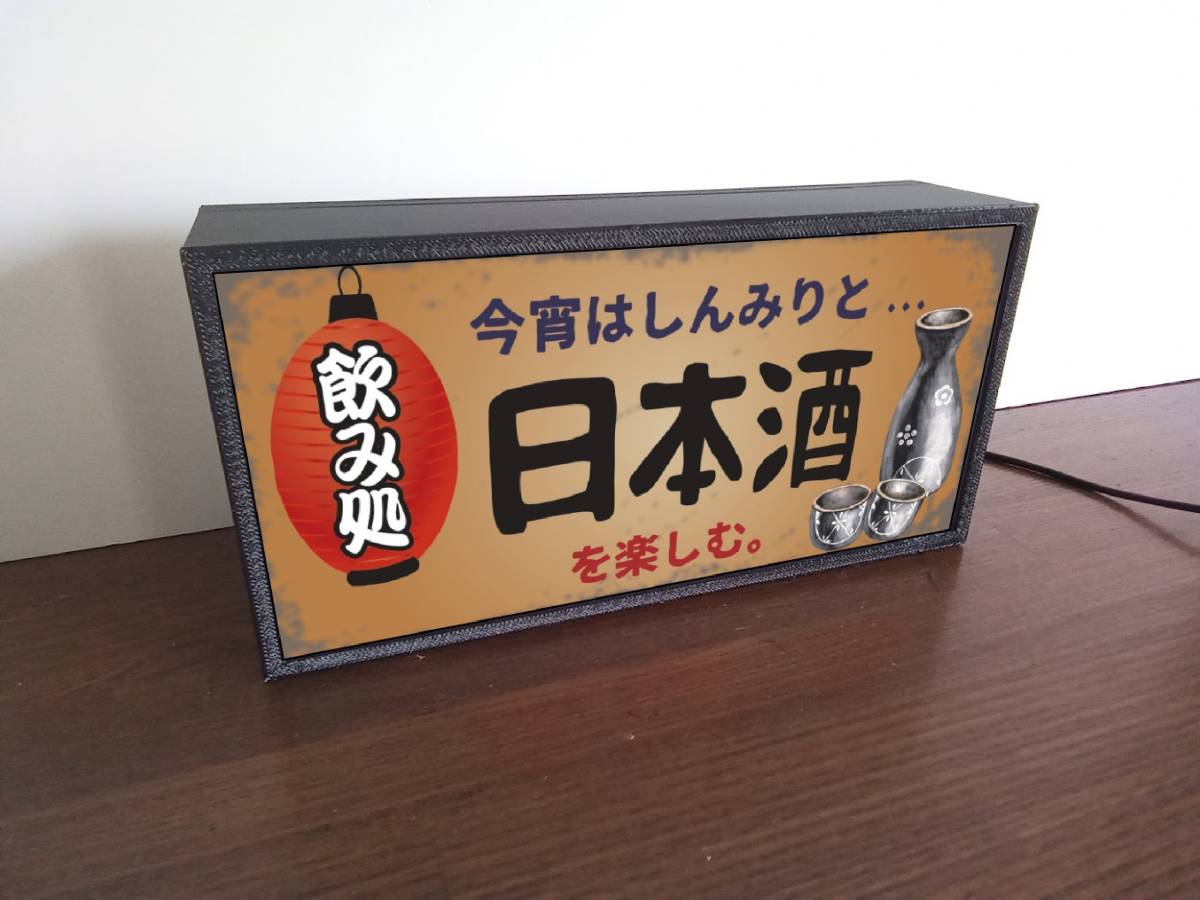 飲み処
今宵はしんみりと…
日本酒
を楽しむ。